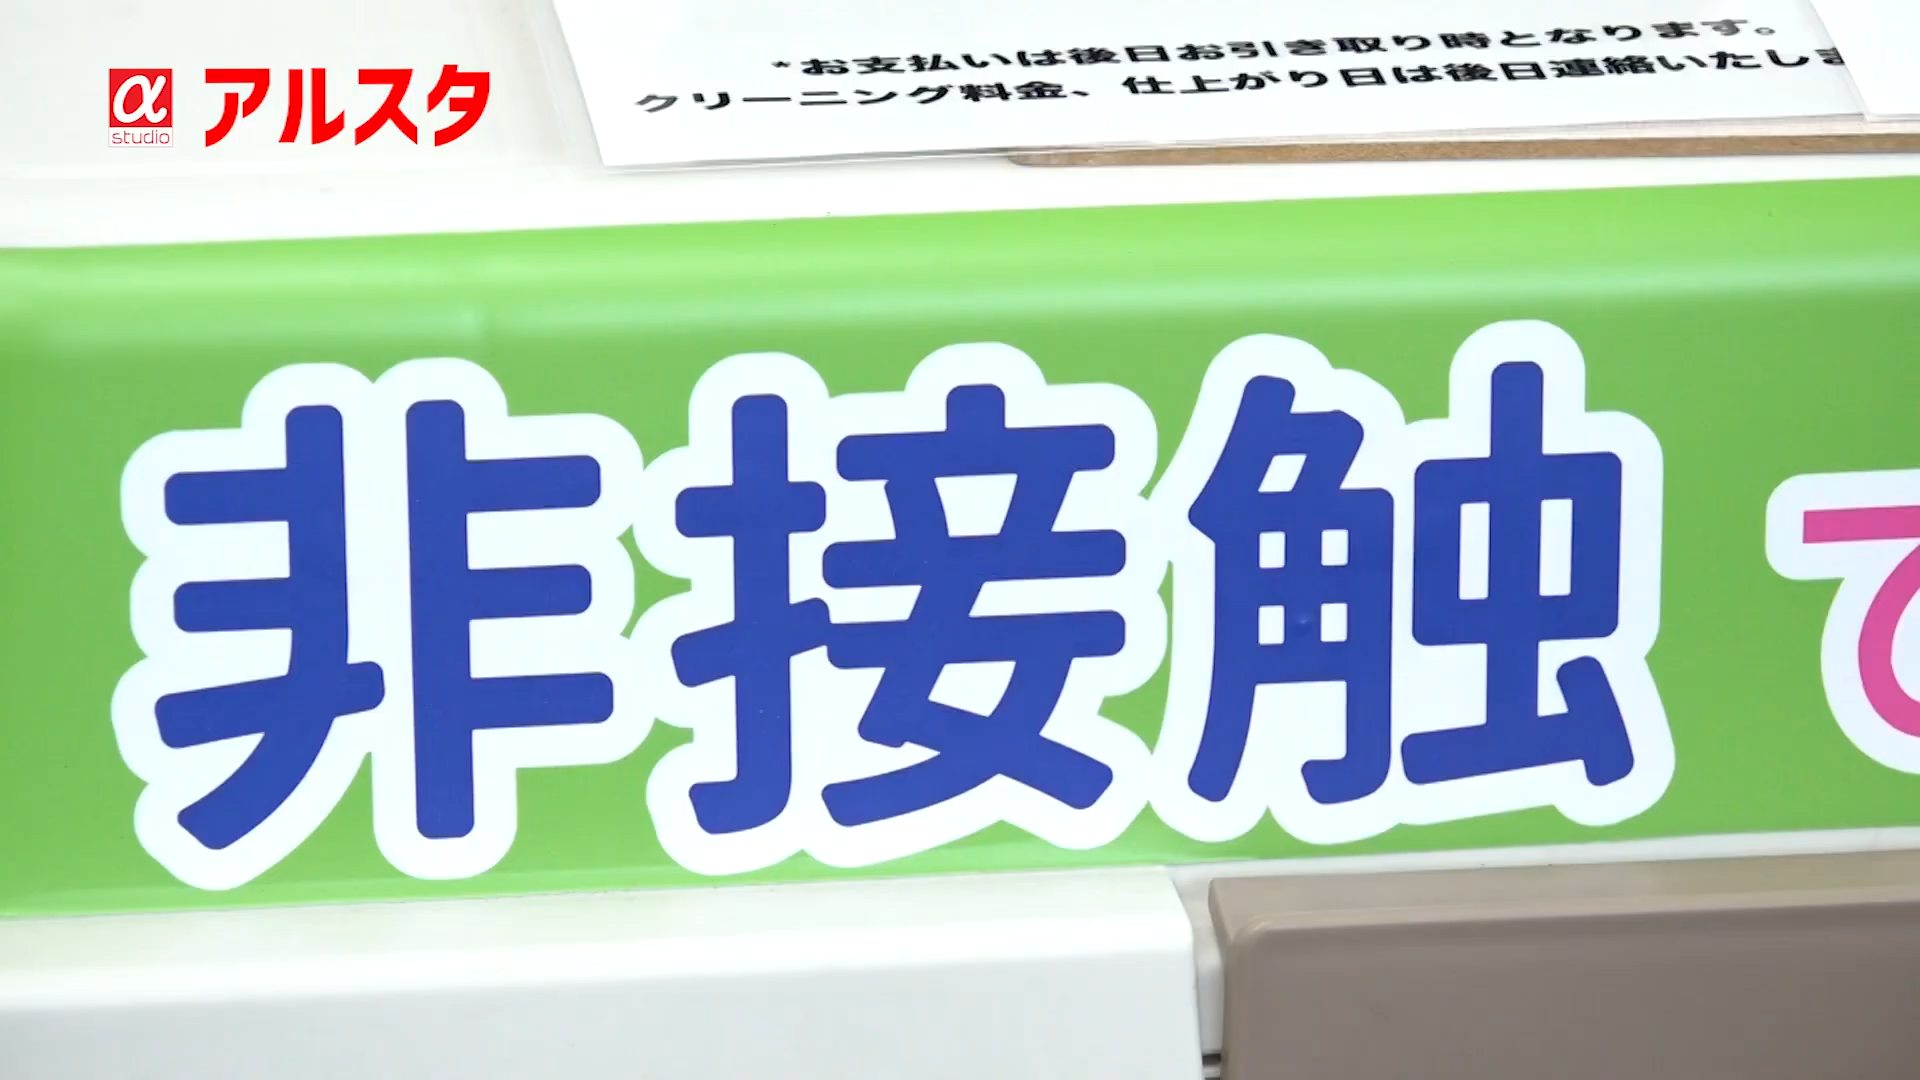 α
studio
アルスタ
*お支払いは後日お引き取り時となります。
クリーニング料金、仕上がり日は後日連絡いたしま
非接触で